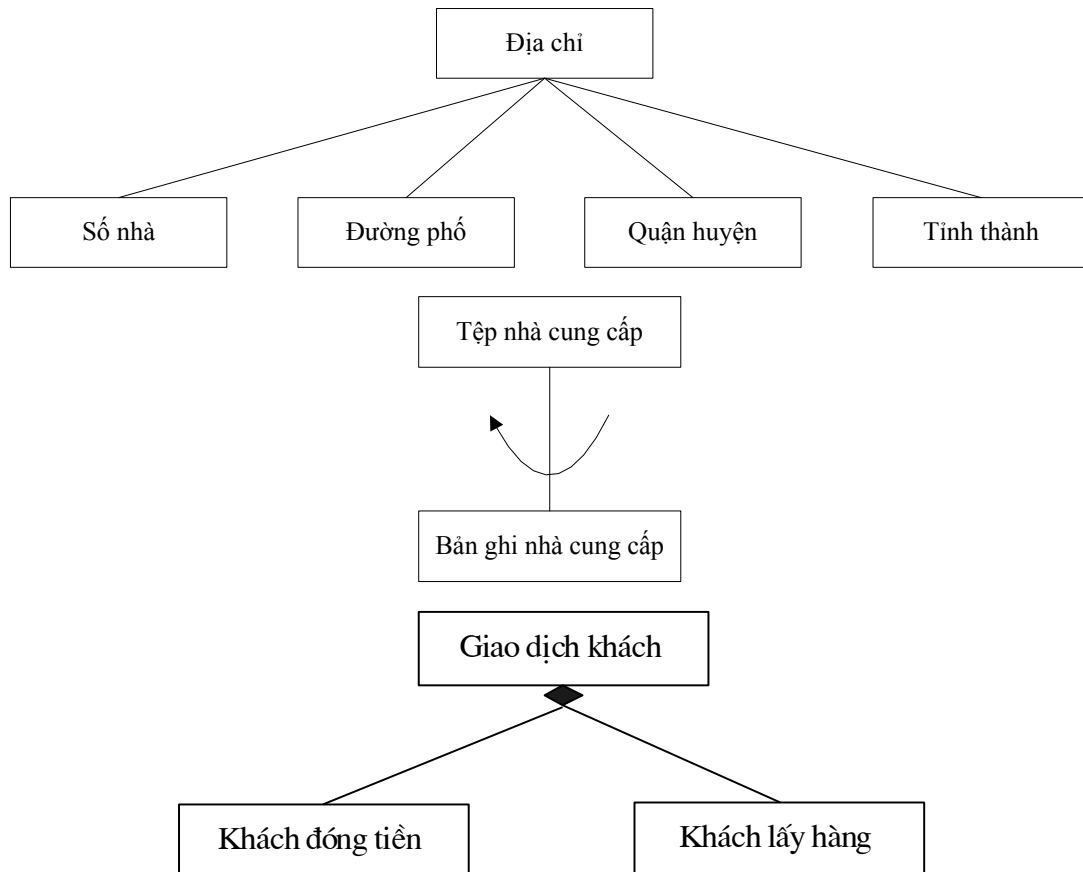 Địa chỉ
Số nhà
Đường phố
Quận huyện
Tỉnh thành
Tệp nhà cung cấp
Bản ghi nhà cung cấp
Giao dịch khách
Khách đóng tiền
Khách lấy hàng